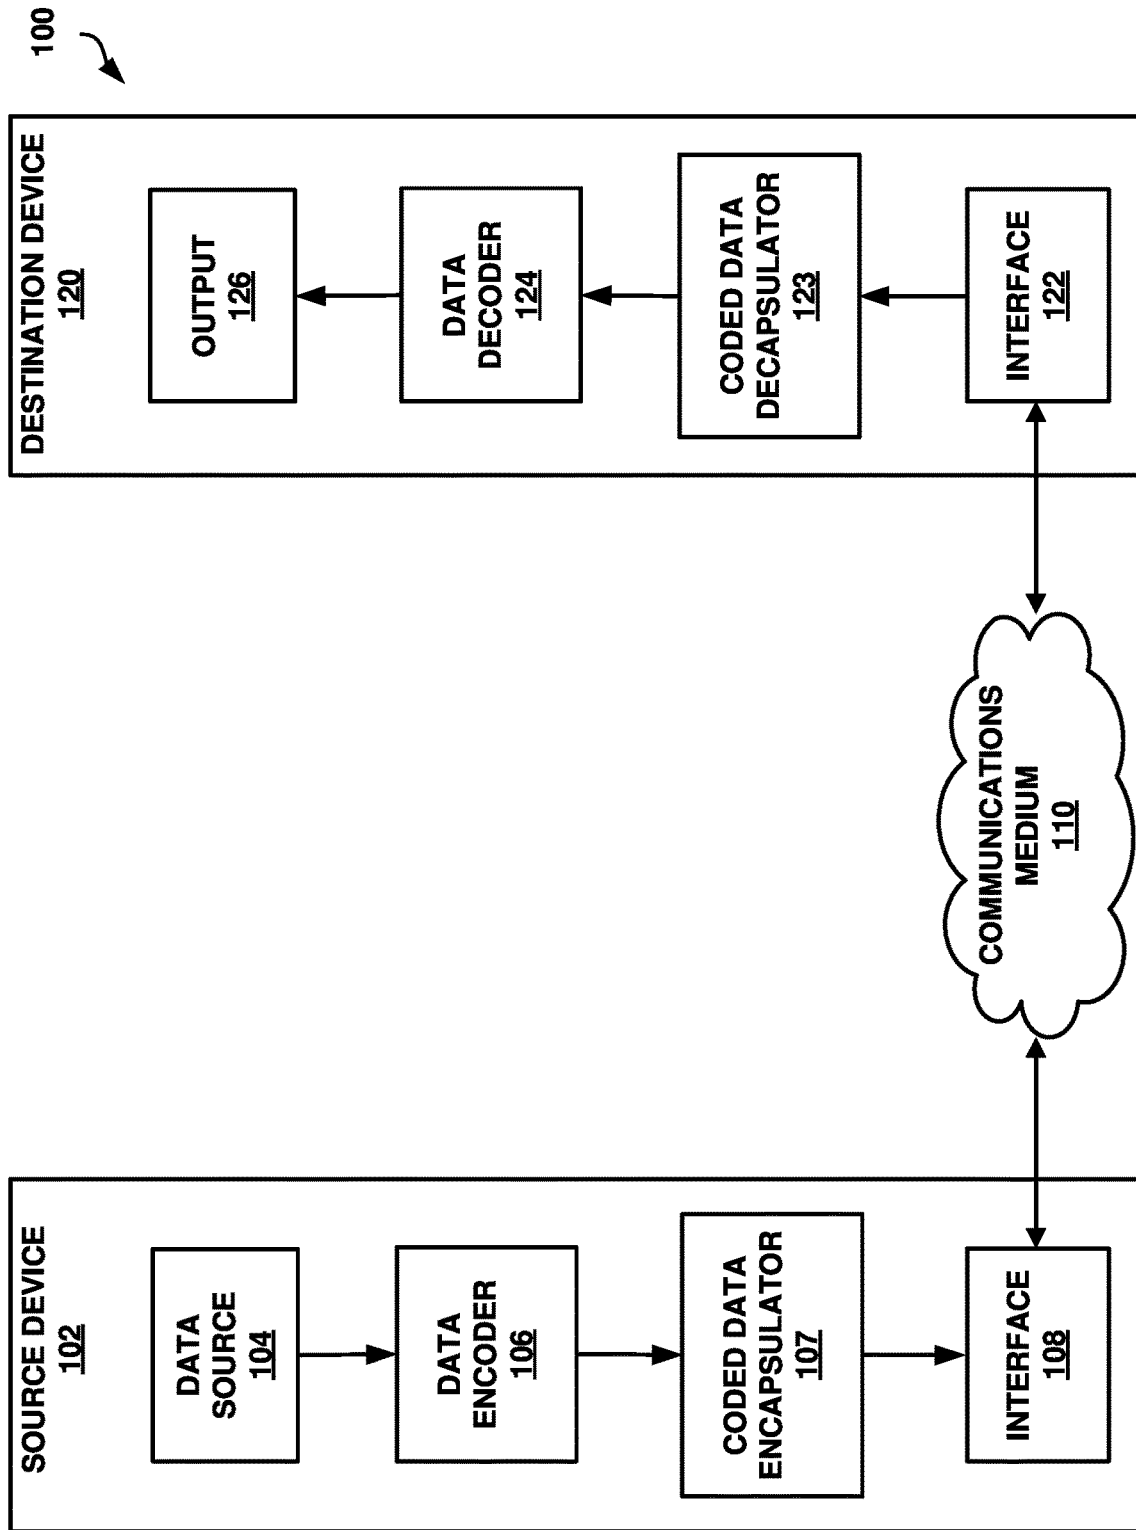 100
SOURCE DEVICE
102
DATA
SOURCE
104
DATA
ENCODER
106
CODED DATA
ENCAPSULATOR
107
INTERFACE
108
COMMUNICATIONS
MEDIUM
110
DESTINATION DEVICE
120
OUTPUT
126
DATA
DECODER
124
CODED DATA
DECAPSULATOR
123
INTERFACE
122